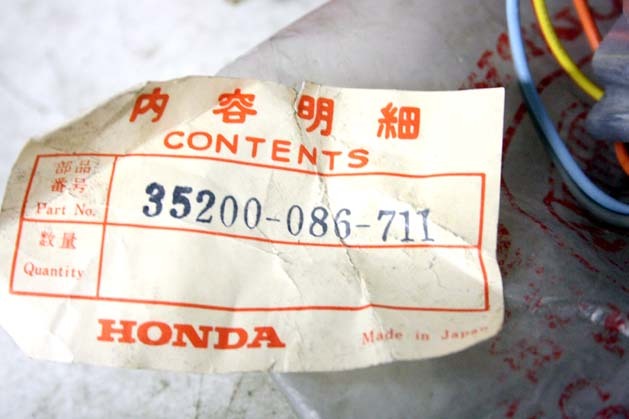 内容明細
CONTENTS
部品
番号
Part No.
35200-086-711
数量
Quantity
HONDA
Made in Japan